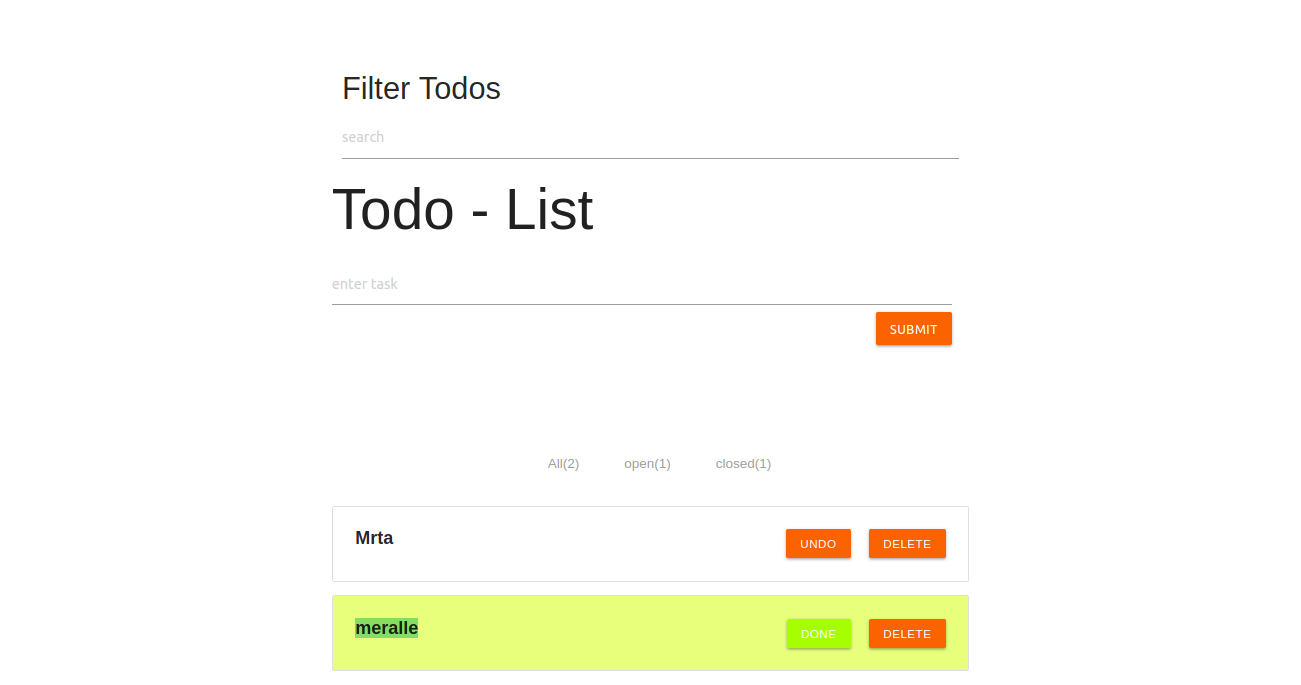 Filter Todos
search
Todo - List
enter task
SUBMIT
All(2) open(1) closed(1)
Mrta UNDO DELETE
meralle DONE DELETE